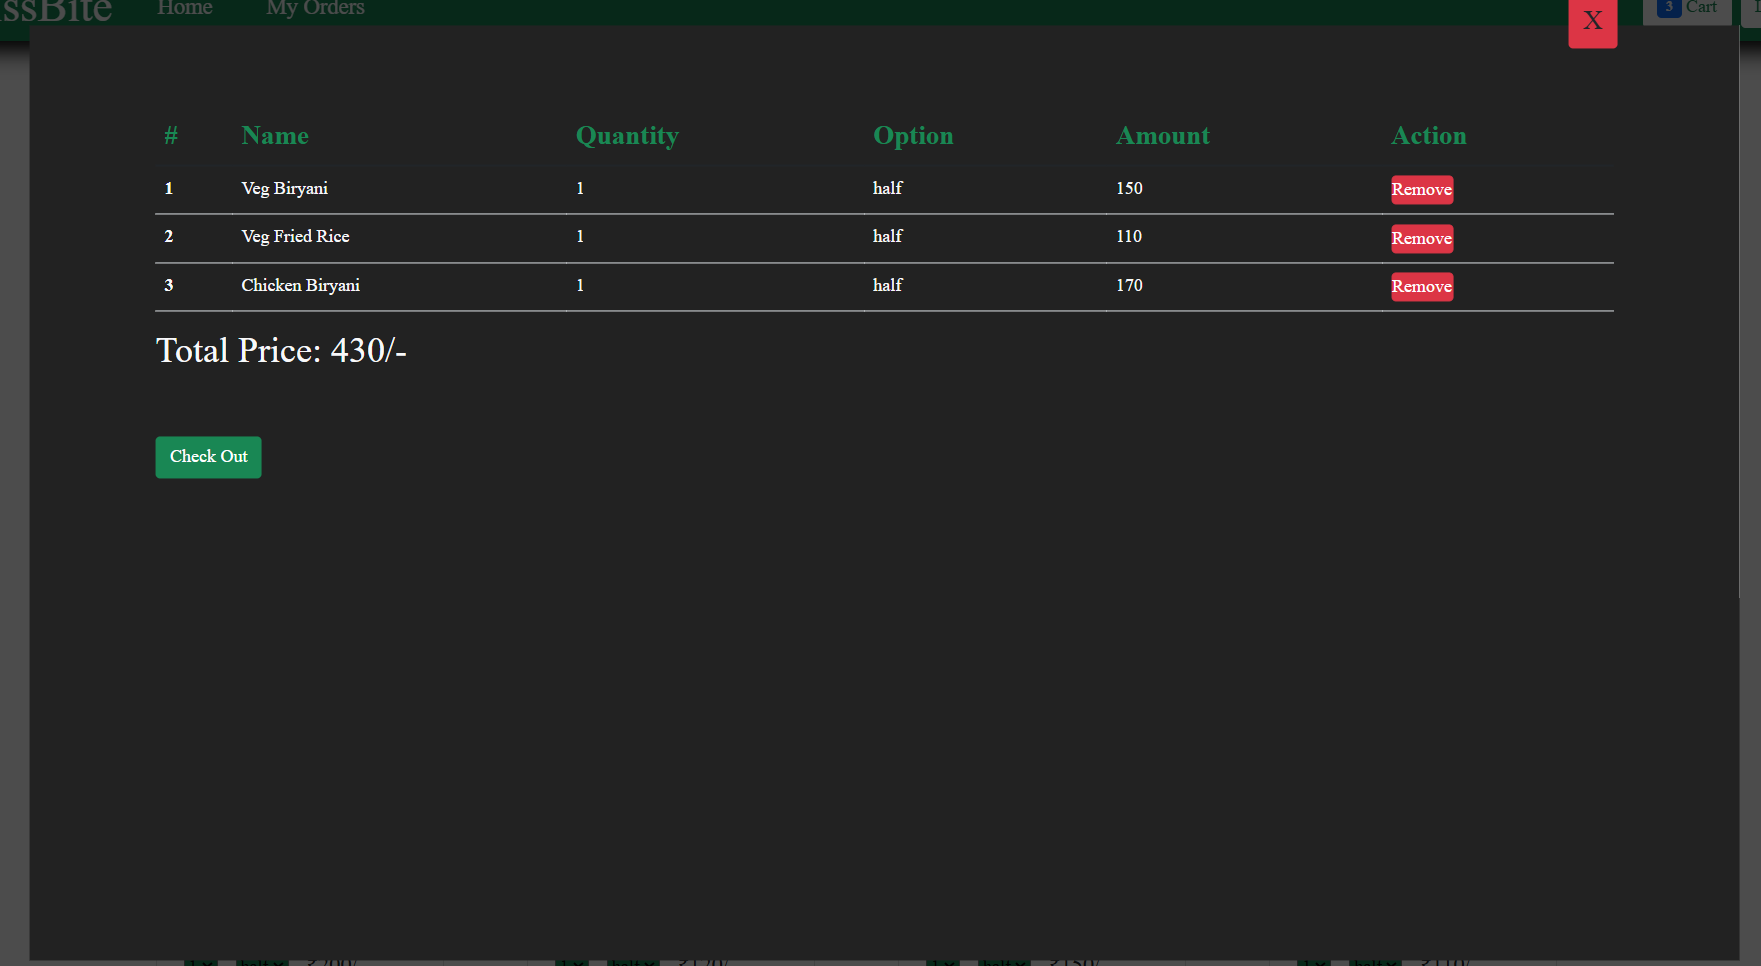 ssBite Home My Orders 3 Cart
X
# Name Quantity Option Amount Action
1 Veg Biryani 1 half 150 Remove
2 Veg Fried Rice 1 half 110 Remove
3 Chicken Biryani 1 half 170 Remove
Total Price: 430/-
Check Out